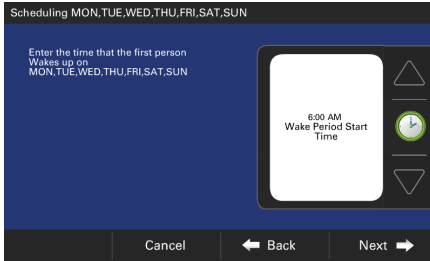 Scheduling MON,TUE,WED,THU,FRI,SAT,SUN
Enter the time that the first person
Wakes up on
MON,TUE,WED,THU,FRI,SAT,SUN
6:00 AM
Wake Period Start
Time
Cancel
Back
Next